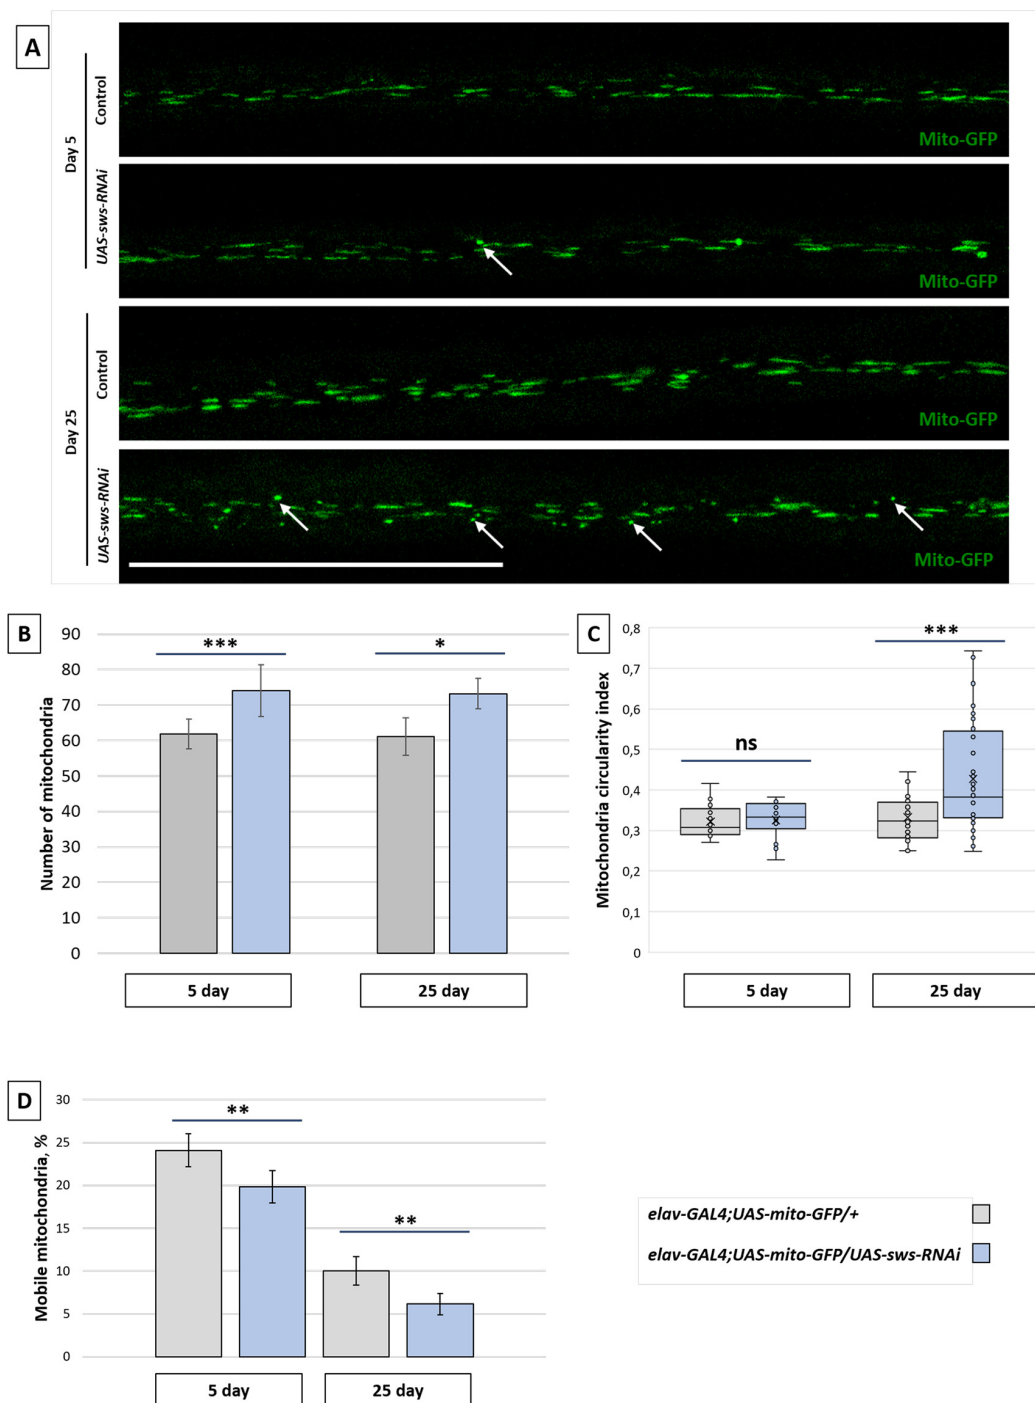 A
Day 5
Control
Mito-GFP
UAS-sws-RNAi
Mito-GFP
Day 25
Control
Mito-GFP
UAS-sws-RNAi
Mito-GFP
B
Number of mitochondria
90
80
70
60
50
40
30
20
10
0
***
*
5 day
25 day
C
Mitochondria circularity index
0,8
0,7
0,6
0,5
0,4
0,3
0,2
0,1
0
ns
***
5 day
25 day
D
Mobile mitochondria, %
30
25
20
15
10
5
0
**
**
5 day
25 day
elav-GAL4;UAS-mito-GFP/+
elav-GAL4;UAS-mito-GFP/UAS-sws-RNAi